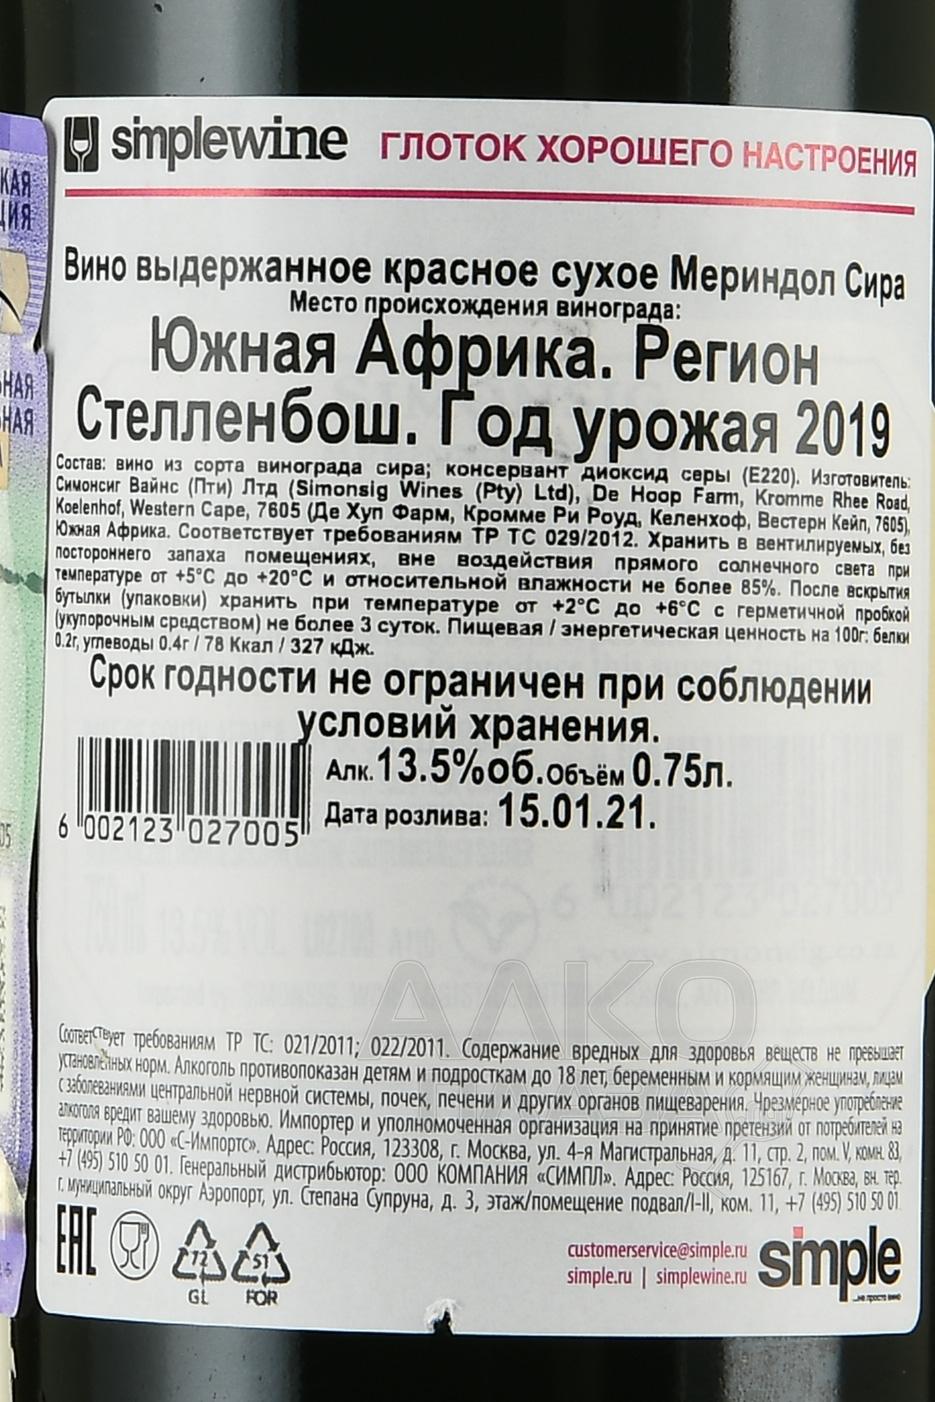 simplewine ГЛОТОК ХОРОШЕГО НАСТРОЕНИЯ
Вино выдержанное красное сухое Мериндол Сира
Место происхождения винограда:
Южная Африка. Регион
Стелленбош. Год урожая 2019
Состав: вино из сорта винограда сира; консервант диоксид серы (Е220). Изготовитель:
Симонсиг Вайнс (Пти) Лтд (Simonsig Wines (Pty) Ltd), De Hoop Farm, Kromme Rhee Road,
Koelenhof, Western Cape, 7605 (Де Хуп Фарм, Кромме Ри Роуд, Келенхоф, Вестерн Кейп, 7605),
Южная Африка. Соответствует требованиям ТР ТС 029/2012. Хранить в вентилируемых, без
постороннего запаха помещениях, вне воздействия прямого солнечного света при
температуре от +5°C до +20°C и относительной влажности не более 85%. После вскрытия
бутылки (упаковки) хранить при температуре от +2°C до +6°C с герметичной пробкой
(укупорочным средством) не более 3 суток. Пищевая / энергетическая ценность на 100г: белки
0.2г, углеводы 0.4г / 78 Ккал / 327 кДж.
Срок годности не ограничен при соблюдении
условий хранения.
Алк.13.5%об.Объём 0.75л.
Дата розлива: 15.01.21.
6 002123 027005
АЛКО
Соответствует требованиям ТР ТС: 021/2011; 022/2011. Содержание вредных для здоровья веществ не превышает
установленных норм. Алкоголь противопоказан детям и подросткам до 18 лет, беременным и кормящим женщинам, лицам
с заболеваниями центральной нервной системы, почек, печени и других органов пищеварения. Чрезмерное употребление
алкоголя вредит вашему здоровью. Импортер и уполномоченная организация на принятие претензий от потребителей на
территории РФ: ООО «С-Импортс». Адрес: Россия, 123308, г. Москва, ул. 4-я Магистральная, д. 11, стр. 2, пом. V, комн. 83,
+7 (495) 510 50 01. Генеральный дистрибьютор: ООО КОМПАНИЯ «СИМПЛ». Адрес: Россия, 125167, г. Москва, вн. тер.
г. муниципальный округ Аэропорт, ул. Степана Супруна, д. 3, этаж/помещение подвал/I-II, ком. 11, +7 (495) 510 50 01
EAC 72 GL 51 FOR
customerservice@simple.ru
simple.ru | simplewine.ru
simple
...не просто вино